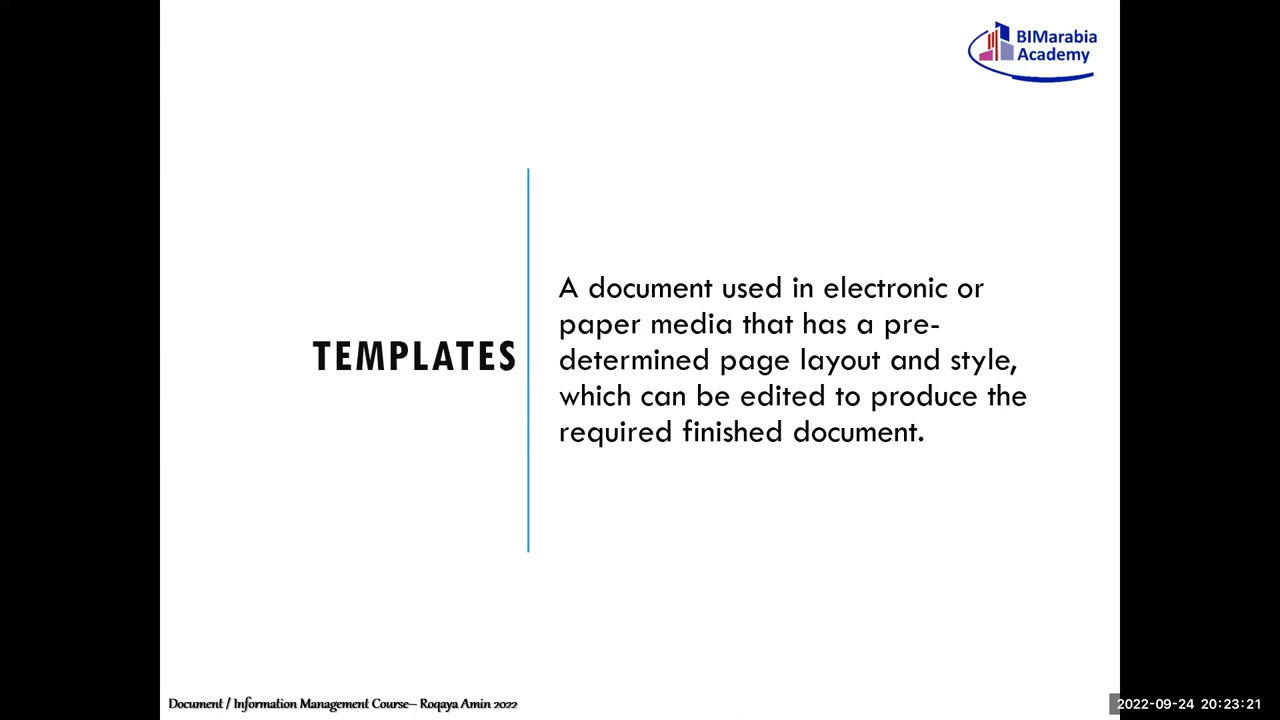 BIMarabia
Academy
TEMPLATES
A document used in electronic or
paper media that has a pre-
determined page layout and style,
which can be edited to produce the
required finished document.
Document / Information Management Course– Roqaya Amin 2022
2022-09-24 20:23:21